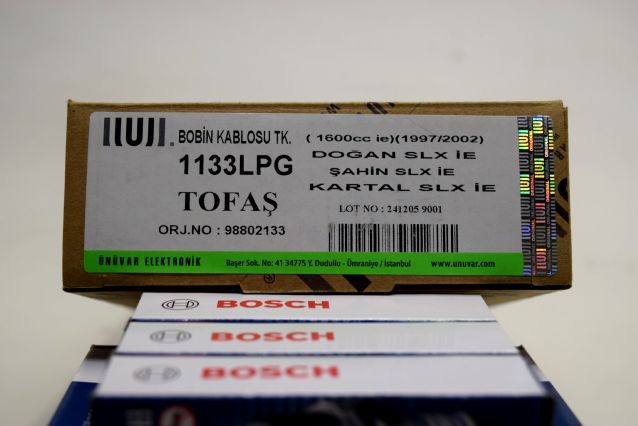 BOBİN KABLOSU TK.
1133LPG
TOFAŞ
ORJ.NO : 98802133
( 1600cc ie)(1997/2002)
DOĞAN SLX İE
ŞAHİN SLX İE
KARTAL SLX İE
LOT NO : 241205 9001
ÜNÜVAR ELEKTRONİK
Başer Sok. No: 41 34775 Y. Dudullu - Ümraniye / İstanbul
www.unuvar.com
BOSCH
BOSCH
BOSCH